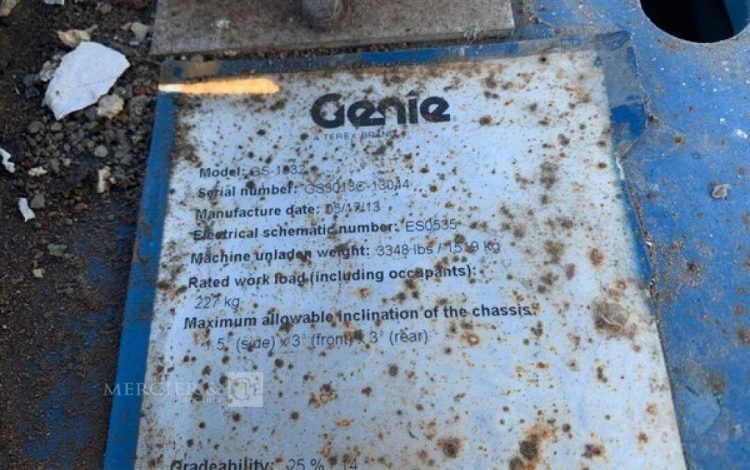 Genie
A TEREX BRAND
Model: GS-1932
Serial number: GS3013C-13044
Manufacture date: 05/17/13
Electrical schematic number: ES0535
Machine unladen weight: 3348 lbs / 1519 kg
Rated work load (including occupants):
227 kg
Maximum allowable inclination of the chassis:
5° (side) x 3° (front) x 3° (rear)
MERCIER &
Gradeability: 25 % / 14